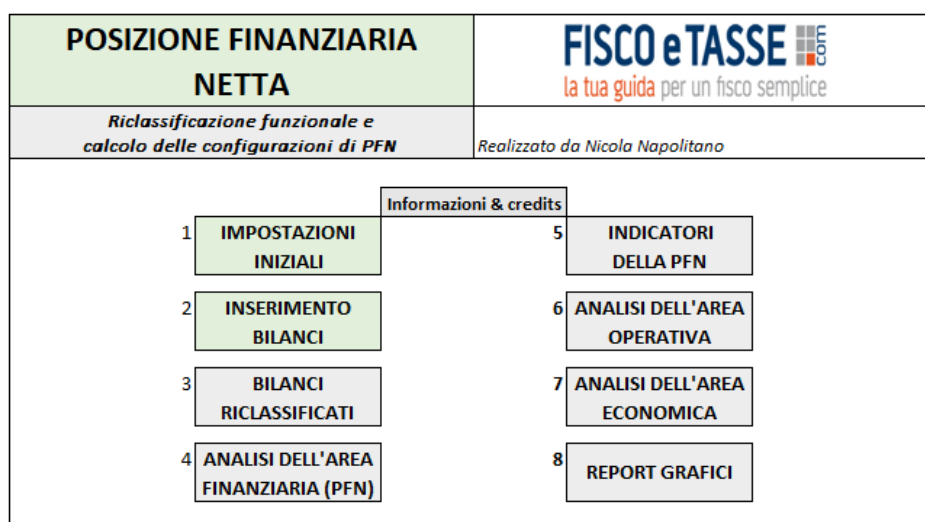 POSIZIONE FINANZIARIA
NETTA
FISCO e TASSE .com
la tua guida per un fisco semplice
Riclassificazione funzionale e
calcolo delle configurazioni di PFN
Realizzato da Nicola Napolitano
Informazioni & credits
1 IMPOSTAZIONI
INIZIALI
5 INDICATORI
DELLA PFN
2 INSERIMENTO
BILANCI
6 ANALISI DELL'AREA
OPERATIVA
3 BILANCI
RICLASSIFICATI
7 ANALISI DELL'AREA
ECONOMICA
4 ANALISI DELL'AREA
FINANZIARIA (PFN)
8 REPORT GRAFICI